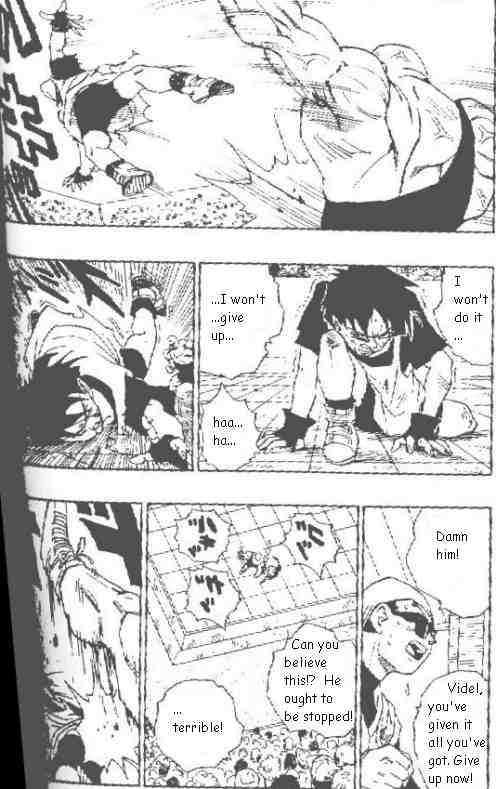 I
won't
do it
...
...I won't
...give
up...
haa...
ha...
Damn
him!
Videl,
you've
given it
all you've
got. Give
up now!
Can you
believe
this!? He
ought to
be stopped!
...
terrible!